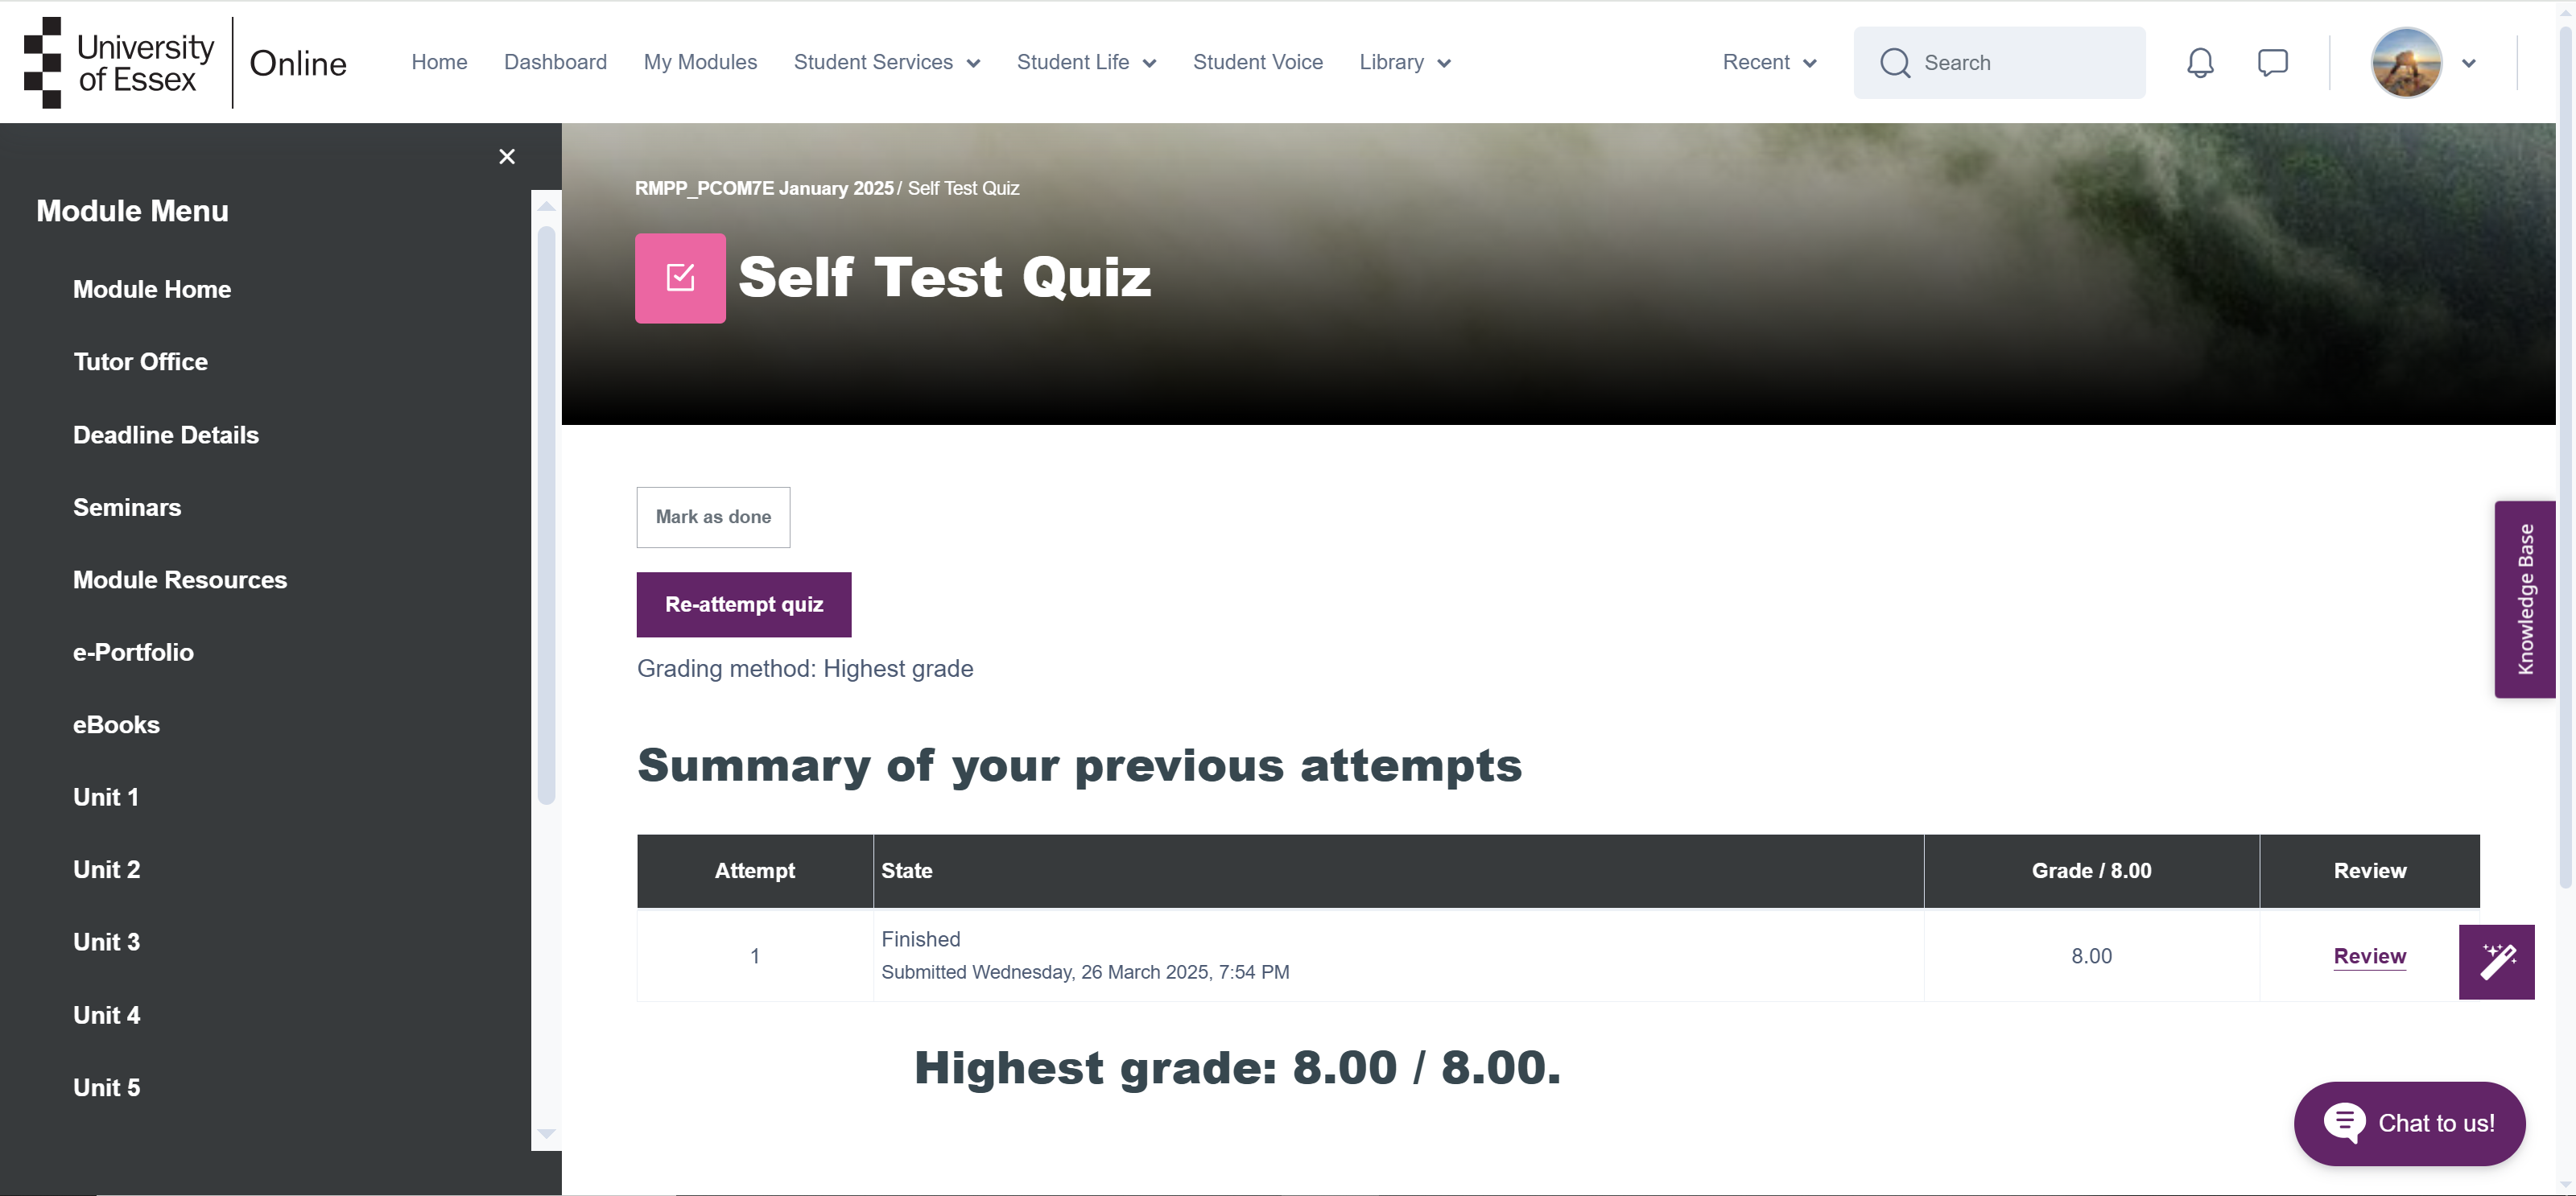 University
of Essex
Online
Home
Dashboard
My Modules
Student Services
Student Life
Student Voice
Library
Recent
Search
Module Menu
Module Home
Tutor Office
Deadline Details
Seminars
Module Resources
e-Portfolio
eBooks
Unit 1
Unit 2
Unit 3
Unit 4
Unit 5
RMPP_PCOM7E January 2025 / Self Test Quiz
Self Test Quiz
Mark as done
Re-attempt quiz
Grading method: Highest grade
Knowledge Base
Summary of your previous attempts
Attempt State Grade / 8.00 Review
1 Finished 8.00 Review
Submitted Wednesday, 26 March 2025, 7:54 PM
Highest grade: 8.00 / 8.00.
Chat to us!